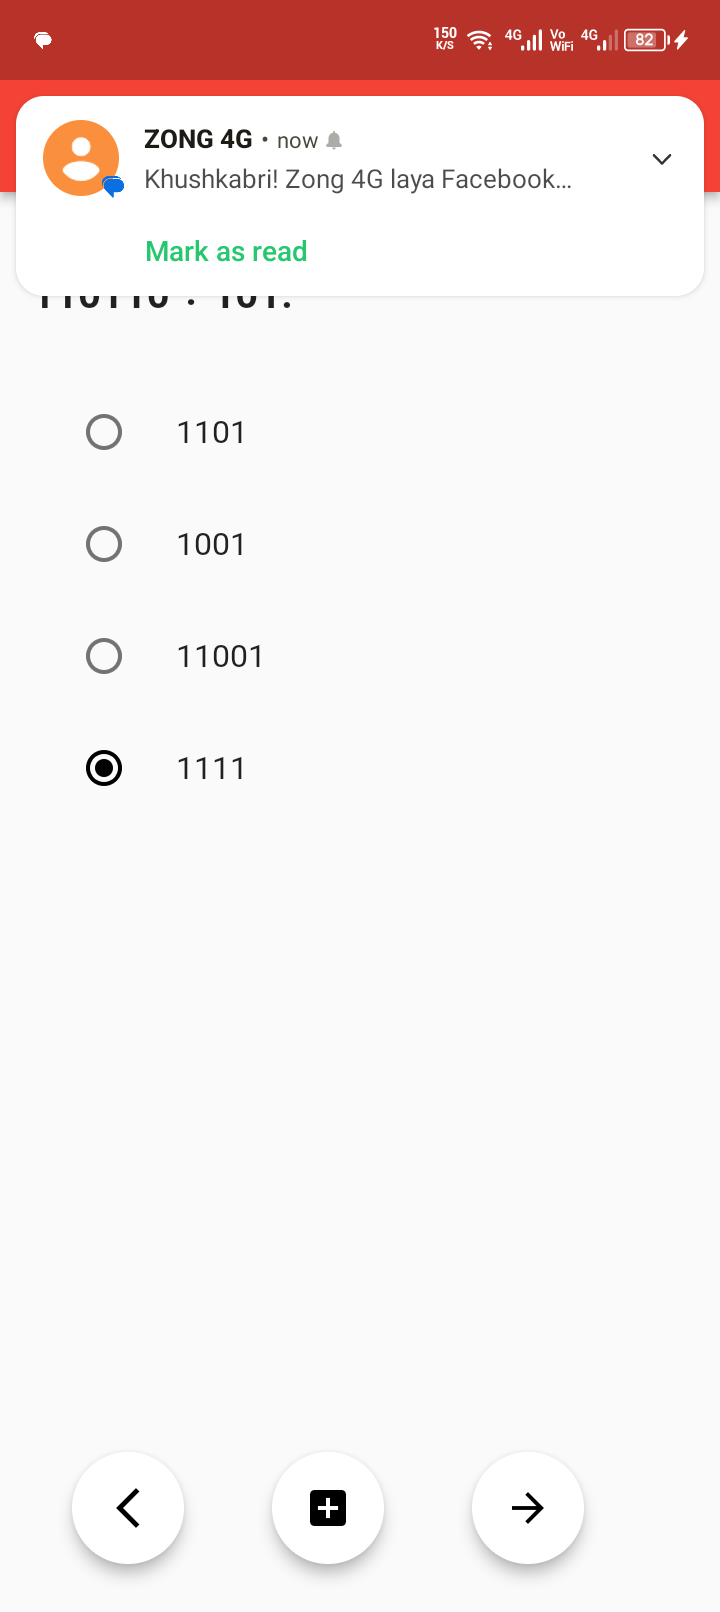 150
K/S
4G
Vo
WiFi
4G
82
ZONG 4G • now
Khushkabri! Zong 4G laya Facebook...
Mark as read
1101
1001
11001
1111